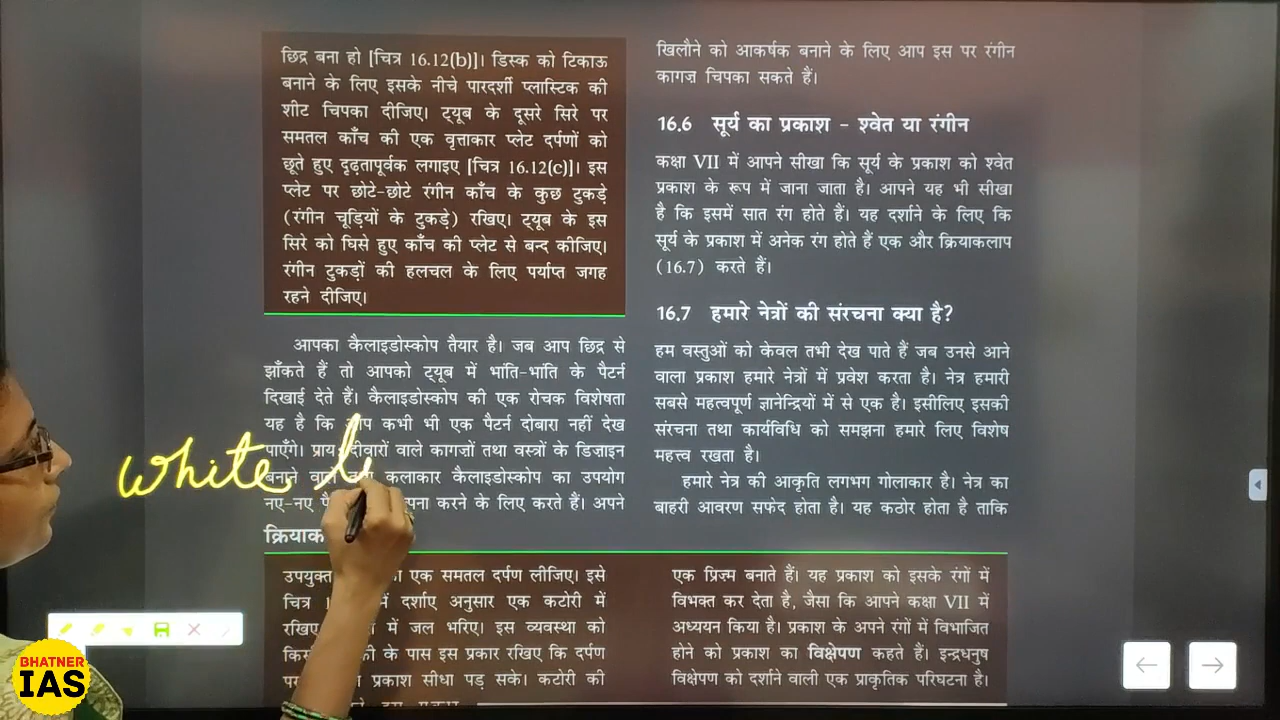 छिद्र बना हो [चित्र 16.12(b)]। डिस्क को टिकाऊ
बनाने के लिए इसके नीचे पारदर्शी प्लास्टिक की
शीट चिपका दीजिए। ट्यूब के दूसरे सिरे पर
समतल काँच की एक वृत्ताकार प्लेट दर्पणों को
छूते हुए दृढ़तापूर्वक लगाइए [चित्र 16.12(c)]। इस
प्लेट पर छोटे-छोटे रंगीन काँच के कुछ टुकड़े
(रंगीन चूड़ियों के टुकड़े) रखिए। ट्यूब के इस
सिरे को घिसे हुए काँच की प्लेट से बन्द कीजिए।
रंगीन टुकड़ों की हलचल के लिए पर्याप्त जगह
रहने दीजिए।
आपका कैलाइडोस्कोप तैयार है। जब आप छिद्र से
झाँकते हैं तो आपको ट्यूब में भांति-भांति के पैटर्न
दिखाई देते हैं। कैलाइडोस्कोप की एक रोचक विशेषता
यह है कि आप कभी भी एक पैटर्न दोबारा नहीं देख
पाएँगे। प्राय: दीवारों वाले कागजों तथा वस्त्रों के डिज़ाइन
बनाने वाले कलाकार कैलाइडोस्कोप का उपयोग
नए-नए करने के लिए करते हैं। अपने
white
खिलौने को आकर्षक बनाने के लिए आप इस पर रंगीन
कागज़ चिपका सकते हैं।
16.6 सूर्य का प्रकाश - श्वेत या रंगीन
कक्षा VII में आपने सीखा कि सूर्य के प्रकाश को श्वेत
प्रकाश के रूप में जाना जाता है। आपने यह भी सीखा
है कि इसमें सात रंग होते हैं। यह दर्शाने के लिए कि
सूर्य के प्रकाश में अनेक रंग होते हैं एक और क्रियाकलाप
(16.7) करते हैं।
16.7 हमारे नेत्रों की संरचना क्या है?
हम वस्तुओं को केवल तभी देख पाते हैं जब उनसे आने
वाला प्रकाश हमारे नेत्रों में प्रवेश करता है। नेत्र हमारी
सबसे महत्वपूर्ण ज्ञानेन्द्रियों में से एक है। इसीलिए इसकी
संरचना तथा कार्यविधि को समझना हमारे लिए विशेष
महत्त्व रखता है।
हमारे नेत्र की आकृति लगभग गोलाकार है। नेत्र का
बाहरी आवरण सफेद होता है। यह कठोर होता है ताकि
उपयुक्त एक समतल दर्पण लीजिए। इसे
चित्र में दर्शाए अनुसार एक कटोरी में
रखिए में जल भरिए। इस व्यवस्था को
के पास इस प्रकार रखिए कि दर्पण
पर प्रकाश सीधा पड़ सके। कटोरी की
एक प्रिज़्म बनाते हैं। यह प्रकाश को इसके रंगों में
विभक्त कर देता है, जैसा कि आपने कक्षा VII में
अध्ययन किया है। प्रकाश के अपने रंगों में विभाजित
होने को प्रकाश का विक्षेपण कहते हैं। इन्द्रधनुष
विक्षेपण को दर्शाने वाली एक प्राकृतिक परिघटना है।
BHATNER
IAS